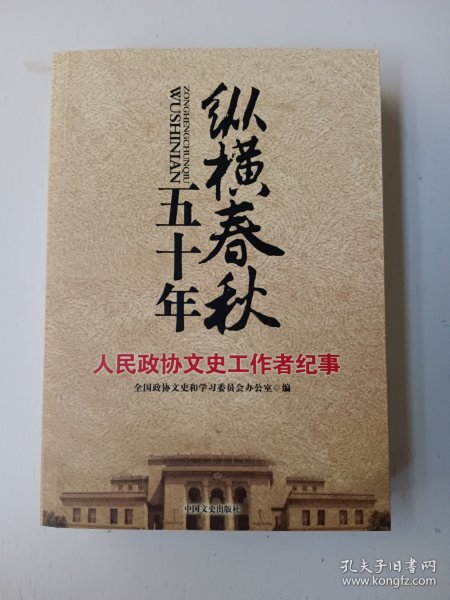 纵横春秋
五十年
ZONGHENGCHUNQIU
WUSHINIAN
人民政协文史工作者纪事
全国政协文史和学习委员会办公室◎编
中国文史出版社
孔夫子旧书网
www.kongfz.com